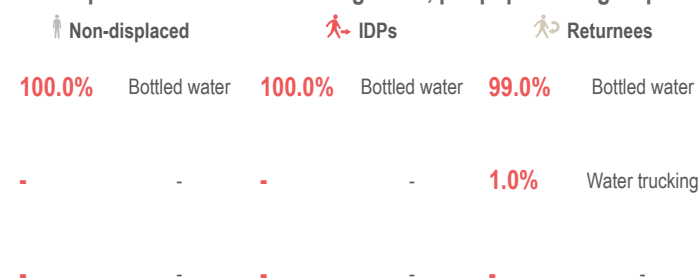 Non-displaced IDPs Returnees
100.0% Bottled water 100.0% Bottled water 99.0% Bottled water
- - - - 1.0% Water trucking
- - - - - -